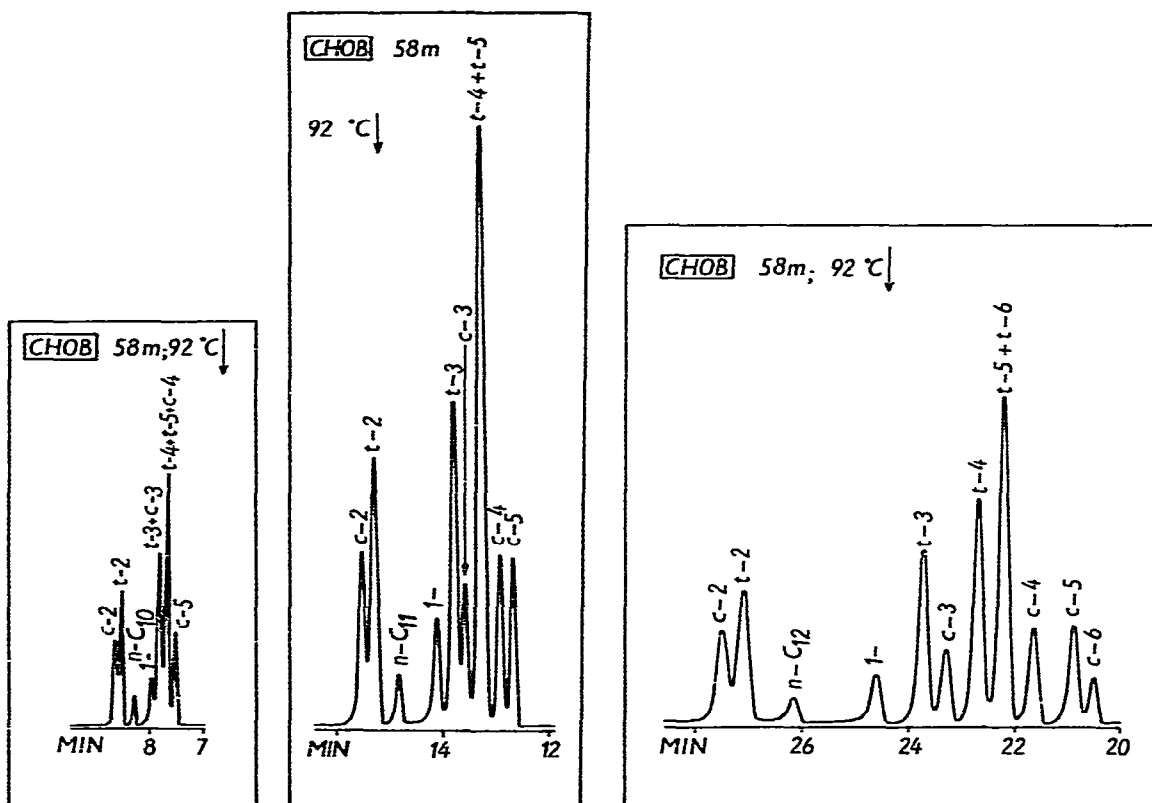 CHOB 58m; 92 °C
c-2
t-2
n-C10
1-
t-3+c-3
t-4+t-5+c-4
c-5
MIN 8 7
CHOB 58m
92 °C
c-2
t-2
n-C11
1-
t-3
c-3
t-4+t-5
c-4
c-5
MIN 14 12
CHOB 58m; 92 °C
c-2
t-2
n-C12
1-
t-3
c-3
t-4
t-5+t-6
c-4
c-5
c-6
MIN 26 24 22 20